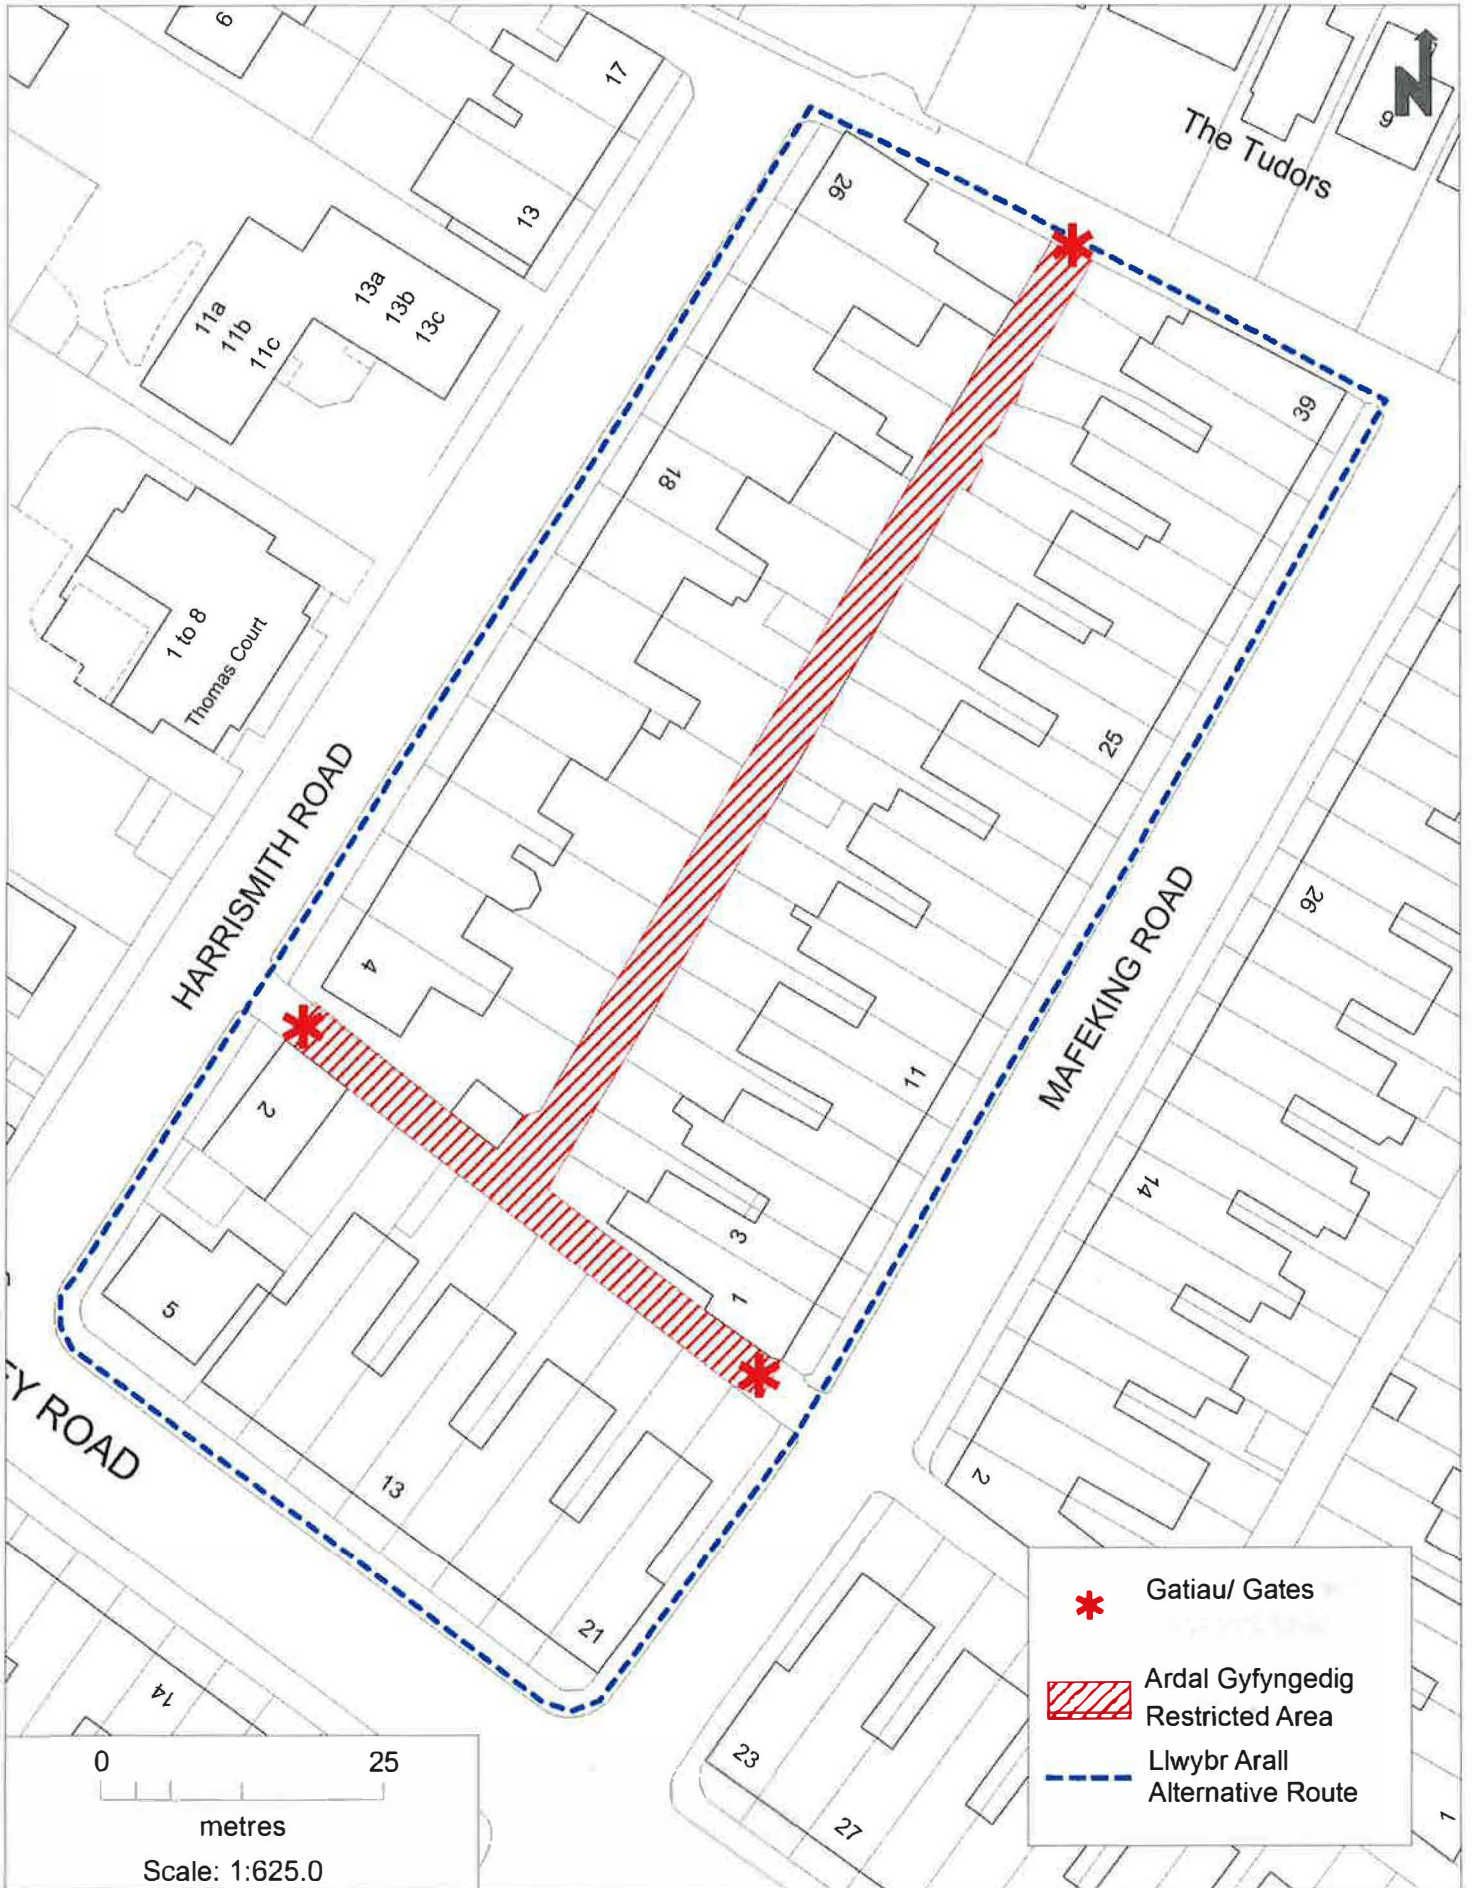 6
17
N
9
The Tudors
26
13
13a
13b
13c
11a
11b
11c
39
18
1 to 8
Thomas Court
25
HARRISMITH ROAD
26
MAFEKING ROAD
4
11
2
14
3
1
5
EY ROAD
13
2
21
14
23
27
1
Gatiau/ Gates
Ardal Gyfyngedig
Restricted Area
Llwybr Arall
Alternative Route
0 25
metres
Scale: 1:625.0